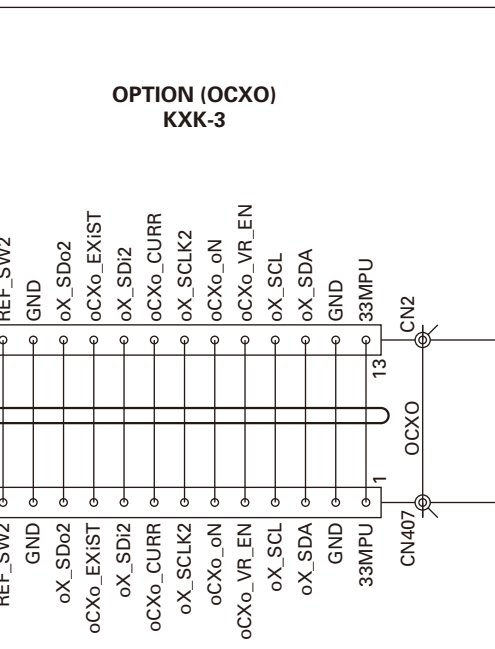 OPTION (OCXO)
KXK-3
REF_SW2
GND
oX_SDo2
oCXo_EXiST
oX_SDi2
oCXo_CURR
oX_SCLK2
oCXo_oN
oCXo_VR_EN
oX_SCL
oX_SDA
GND
33MPU
CN2
13
OCXO
1
CN407
REF_SW2
GND
oX_SDo2
oCXo_EXiST
oX_SDi2
oCXo_CURR
oX_SCLK2
oCXo_oN
oCXo_VR_EN
oX_SCL
oX_SDA
GND
33MPU